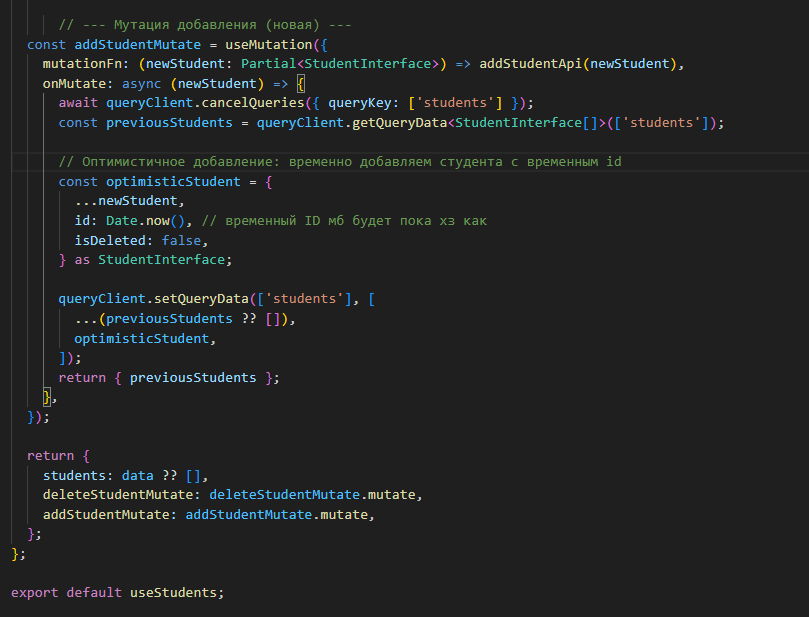 // --- Мутация добавления (новая) ---
const addStudentMutate = useMutation({
mutationFn: (newStudent: Partial<StudentInterface>) => addStudentApi(newStudent),
onMutate: async (newStudent) => {
await queryClient.cancelQueries({ queryKey: ['students'] });
const previousStudents = queryClient.getQueryData<StudentInterface[]>(['students']);
// Оптимистичное добавление: временно добавляем студента с временным id
const optimisticStudent = {
...newStudent,
id: Date.now(), // временный ID мб будет пока хз как
isDeleted: false,
} as StudentInterface;
queryClient.setQueryData(['students'], [
...(previousStudents ?? []),
optimisticStudent,
]);
return { previousStudents };
},
});
return {
students: data ?? [],
deleteStudentMutate: deleteStudentMutate.mutate,
addStudentMutate: addStudentMutate.mutate,
};
};
export default useStudents;